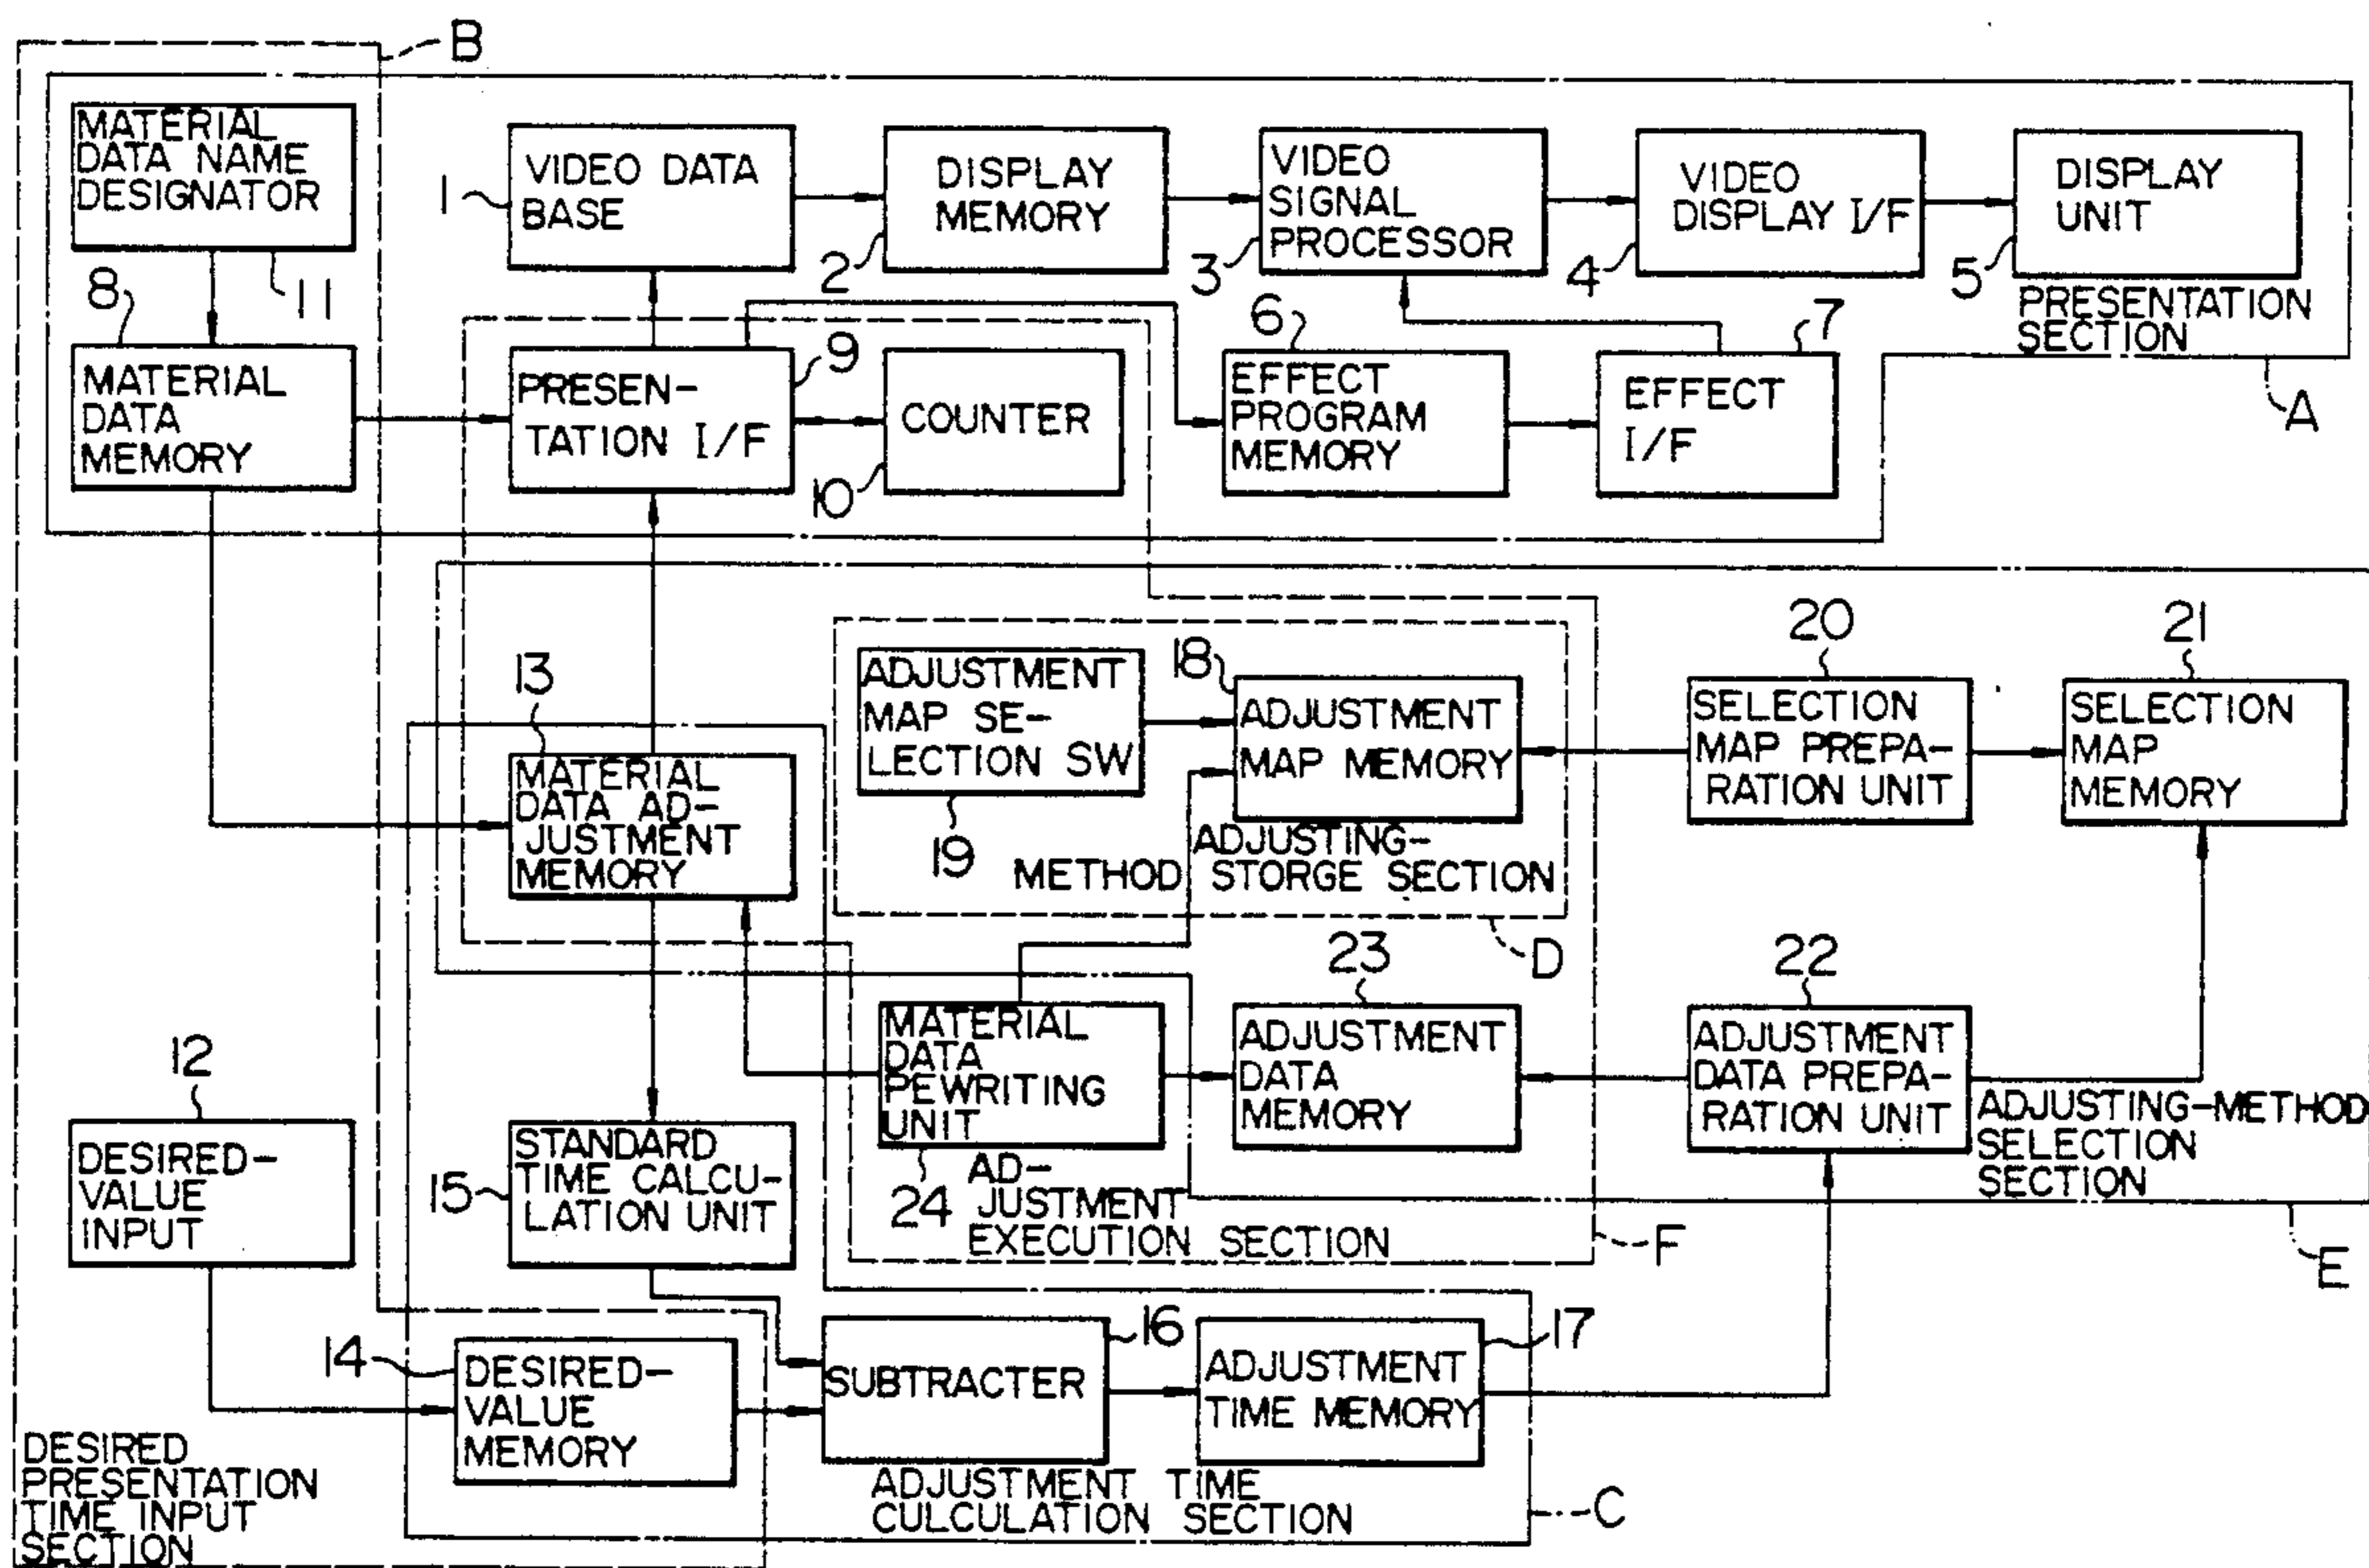 B
MATERIAL
DATA NAME
DESIGNATOR
11
1
VIDEO DATA
BASE
2
DISPLAY
MEMORY
3
VIDEO
SIGNAL
PROCESSOR
4
VIDEO
DISPLAY I/F
5
DISPLAY
UNIT
PRESENTATION
SECTION
A
8
MATERIAL
DATA
MEMORY
9
PRESEN-
TATION I/F
10
COUNTER
6
EFFECT
PROGRAM
MEMORY
7
EFFECT
I/F
13
MATERIAL
DATA AD-
JUSTMENT
MEMORY
ADJUSTMENT
MAP SE-
LECTION SW
19
18
ADJUSTMENT
MAP MEMORY
ADJUSTING-
METHOD STORGE SECTION
D
20
SELECTION
MAP PREPA-
RATION UNIT
21
SELECTION
MAP
MEMORY
12
DESIRED-
VALUE
INPUT
15
STANDARD
TIME CALCU-
LATION UNIT
MATERIAL
DATA
PEWRITING
UNIT
24
AD-
JUSTMENT
EXECUTION SECTION
F
23
ADJUSTMENT
DATA
MEMORY
22
ADJUSTMENT
DATA PREPA-
RATION UNIT
ADJUSTING-METHOD
SELECTION
SECTION
E
14
DESIRED-
VALUE
MEMORY
16
SUBTRACTER
17
ADJUSTMENT
TIME MEMORY
ADJUSTMENT TIME
CULCULATION SECTION
C
DESIRED
PRESENTATION
TIME INPUT
SECTION